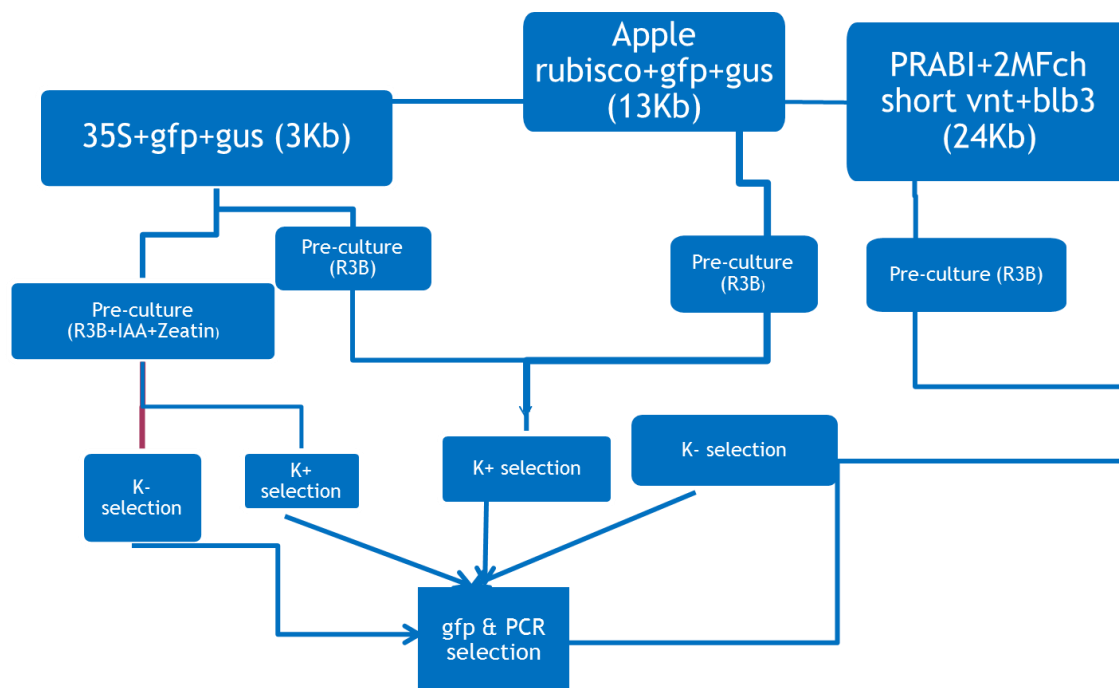 Apple
rubisco+gfp+gus
(13Kb)
PRABI+2MFch
short vnt+blb3
(24Kb)
35S+gfp+gus (3Kb)
Pre-culture
(R3B)
Pre-culture
(R3B)
Pre-culture (R3B)
Pre-culture
(R3B+IAA+Zeatin)
K-
selection
K+
selection
K+ selection
K- selection
gfp & PCR
selection